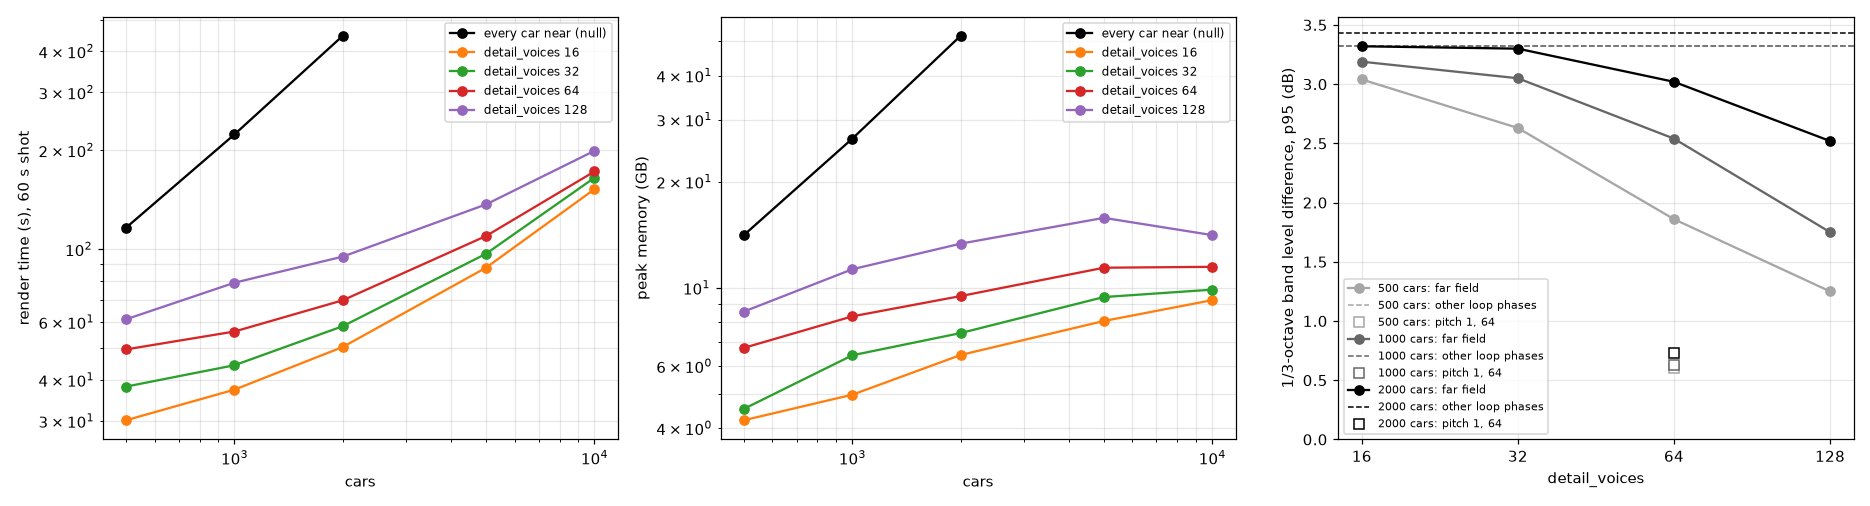 render time (s), 60 s shot
4 × 10²
3 × 10²
2 × 10²
10²
6 × 10¹
4 × 10¹
3 × 10¹
every car near (null)
detail_voices 16
detail_voices 32
detail_voices 64
detail_voices 128
10³
10⁴
cars
peak memory (GB)
4 × 10¹
3 × 10¹
2 × 10¹
10¹
6 × 10⁰
4 × 10⁰
every car near (null)
detail_voices 16
detail_voices 32
detail_voices 64
detail_voices 128
10³
10⁴
cars
1/3-octave band level difference, p95 (dB)
3.5
3.0
2.5
2.0
1.5
1.0
0.5
0.0
500 cars: far field
500 cars: other loop phases
500 cars: pitch 1, 64
1000 cars: far field
1000 cars: other loop phases
1000 cars: pitch 1, 64
2000 cars: far field
2000 cars: other loop phases
2000 cars: pitch 1, 64
16
32
64
128
detail_voices